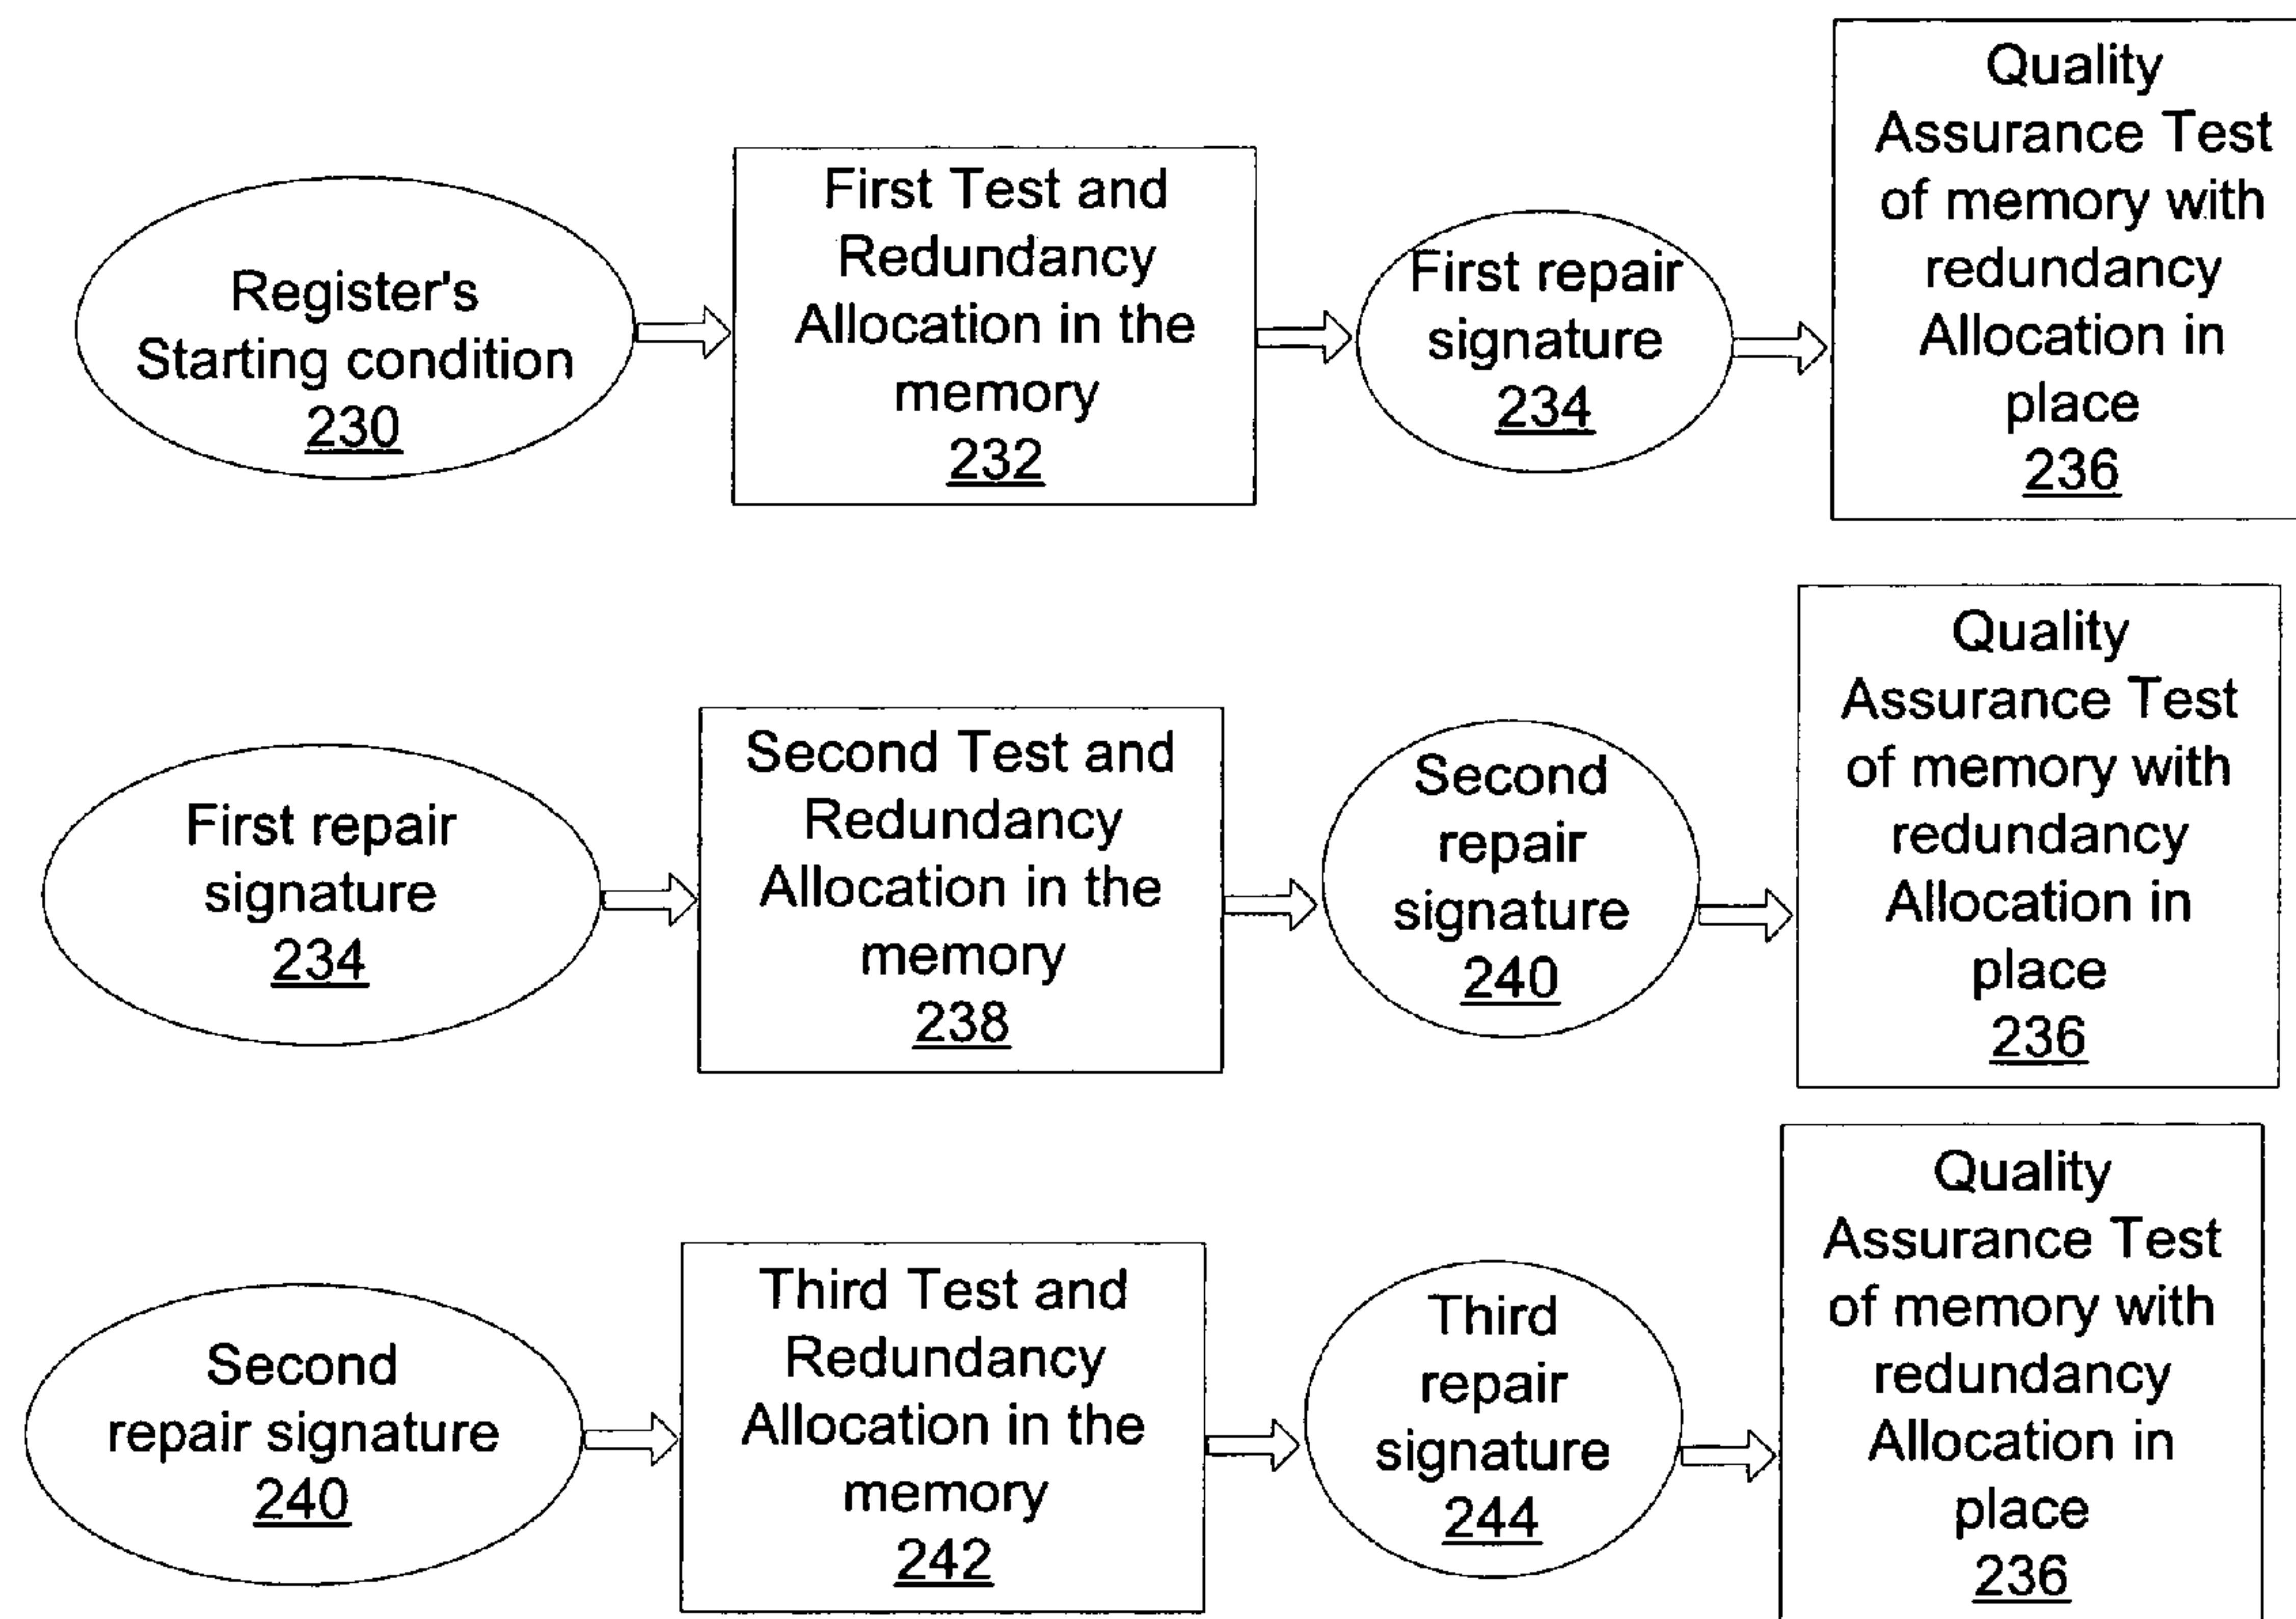 Register's
Starting condition
230
First Test and
Redundancy
Allocation in the
memory
232
First repair
signature
234
Quality
Assurance Test
of memory with
redundancy
Allocation in
place
236
First repair
signature
234
Second Test and
Redundancy
Allocation in the
memory
238
Second
repair
signature
240
Quality
Assurance Test
of memory with
redundancy
Allocation in
place
236
Second
repair signature
240
Third Test and
Redundancy
Allocation in the
memory
242
Third
repair
signature
244
Quality
Assurance Test
of memory with
redundancy
Allocation in
place
236